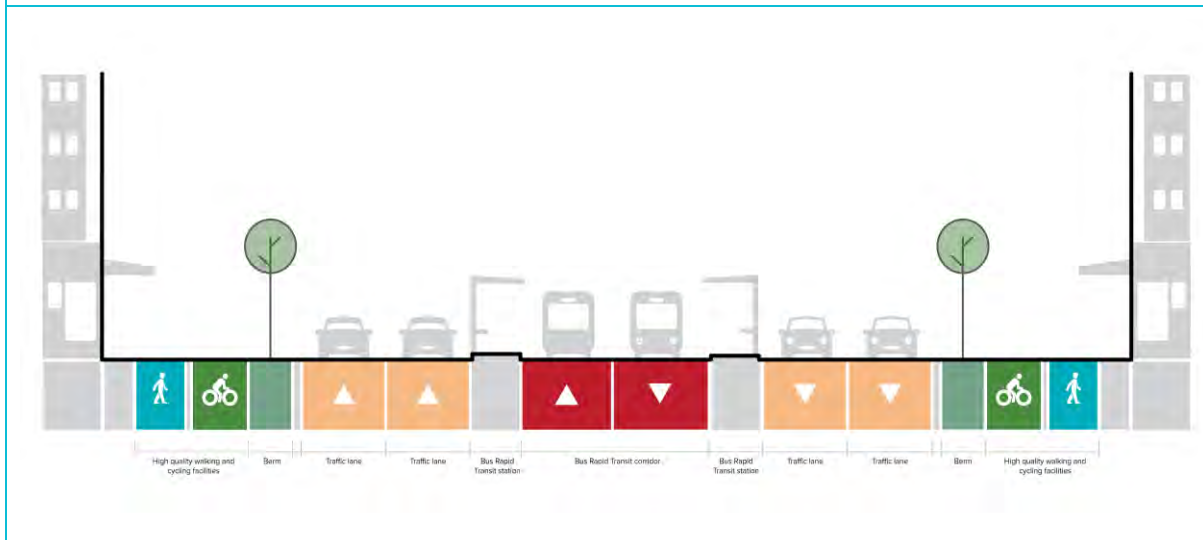 High quality walking and
cycling facilities
Berm
Traffic lane
Traffic lane
Bus Rapid
Transit station
Bus Rapid Transit corridor
Bus Rapid
Transit station
Traffic lane
Traffic lane
Berm
High quality walking and
cycling facilities